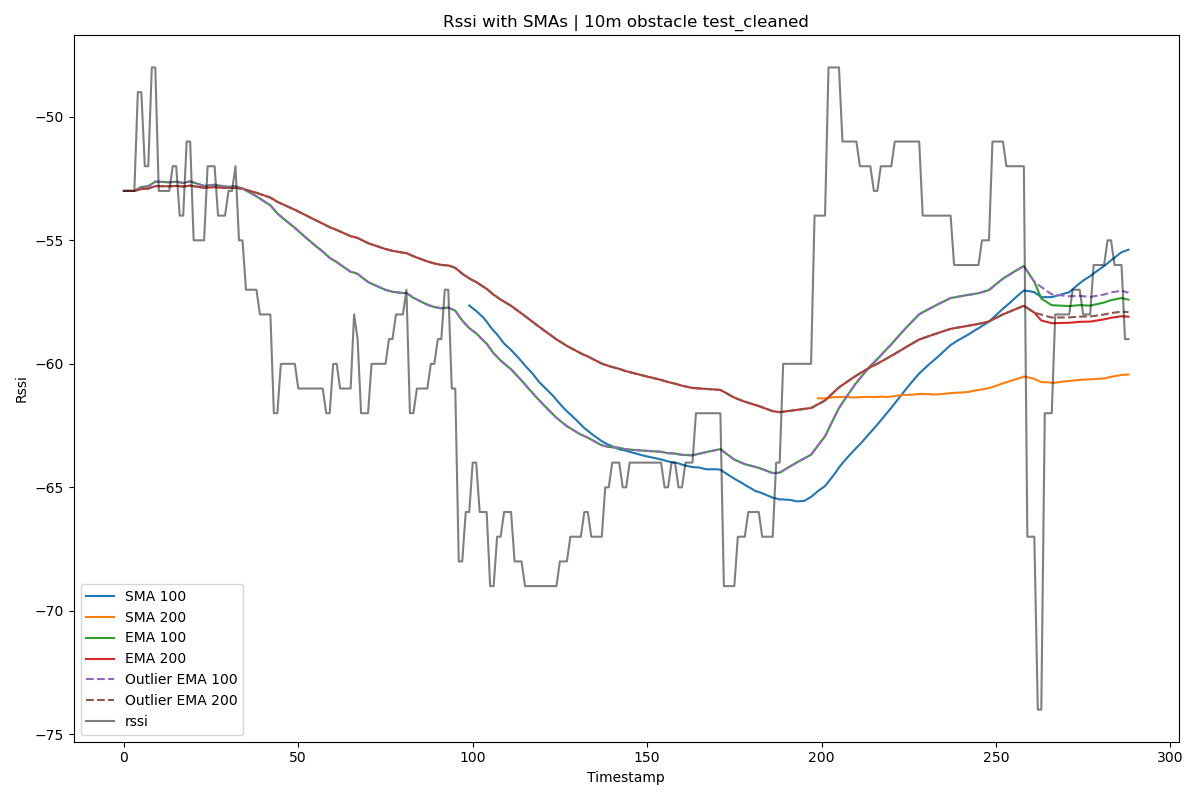 Rssi with SMAs | 10m obstacle test_cleaned
−50
−55
−60
−65
−70
−75
Rssi
SMA 100
SMA 200
EMA 100
EMA 200
Outlier EMA 100
Outlier EMA 200
rssi
0 50 100 150 200 250 300
Timestamp